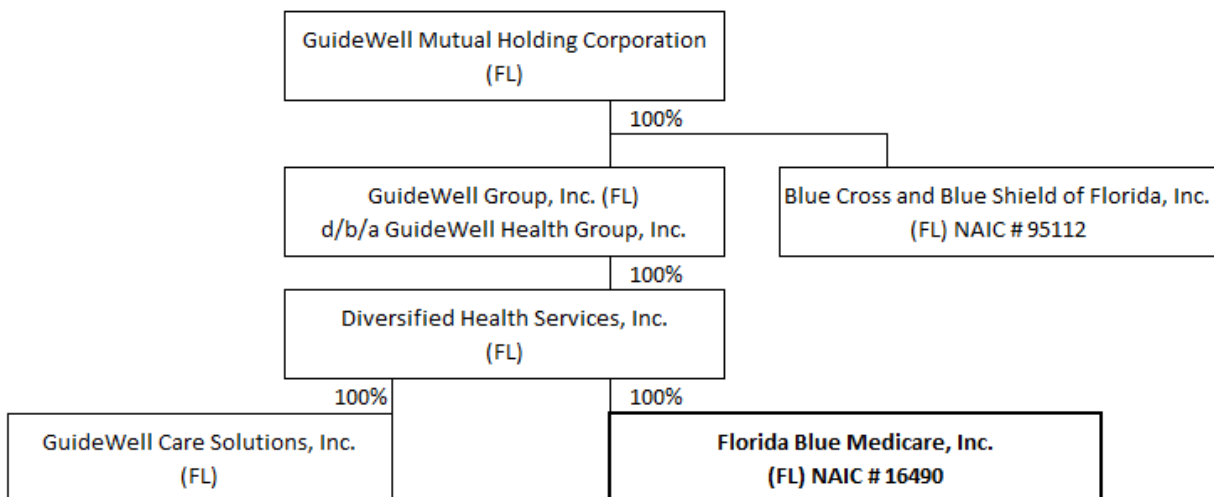 GuideWell Mutual Holding Corporation
(FL)
100%
GuideWell Group, Inc. (FL)
d/b/a GuideWell Health Group, Inc.
Blue Cross and Blue Shield of Florida, Inc.
(FL) NAIC # 95112
100%
Diversified Health Services, Inc.
(FL)
100%
100%
GuideWell Care Solutions, Inc.
(FL)
Florida Blue Medicare, Inc.
(FL) NAIC # 16490